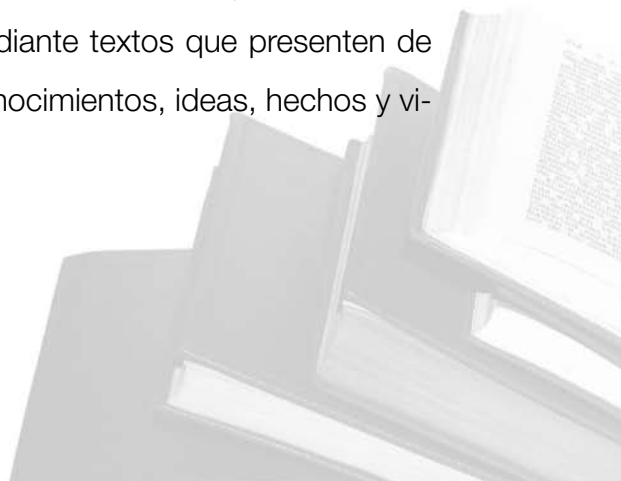 diante textos que presenten de
nocimientos, ideas, hechos y vi-